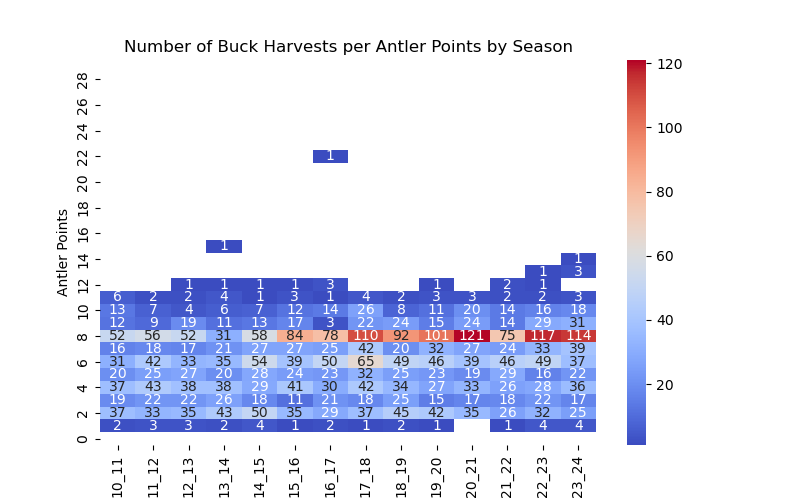 Number of Buck Harvests per Antler Points by Season
Antler Points
28
26
24
22 1
20
18
16
1
14 1
1 3
12 1 1 1 1 3 1 2 1
6 2 2 4 1 3 1 4 2 3 3 2 2 3
10 13 7 4 6 7 12 14 26 8 11 20 14 16 18
12 9 19 11 13 17 3 22 24 15 24 14 29 31
8 52 56 52 31 58 84 78 110 92 101 121 75 117 114
16 18 17 21 27 27 25 42 20 32 27 24 33 39
6 31 42 33 35 54 39 50 65 49 46 39 46 49 37
20 25 27 20 28 24 23 32 25 23 19 29 16 22
4 37 43 38 38 29 41 30 42 34 27 33 26 28 36
19 22 22 26 18 11 21 18 25 15 17 18 22 17
2 37 33 35 43 50 35 29 37 45 42 35 26 32 25
2 3 3 2 4 1 2 1 2 1 1 4 4
0
10_11 11_12 12_13 13_14 14_15 15_16 16_17 17_18 18_19 19_20 20_21 21_22 22_23 23_24
120
100
80
60
40
20